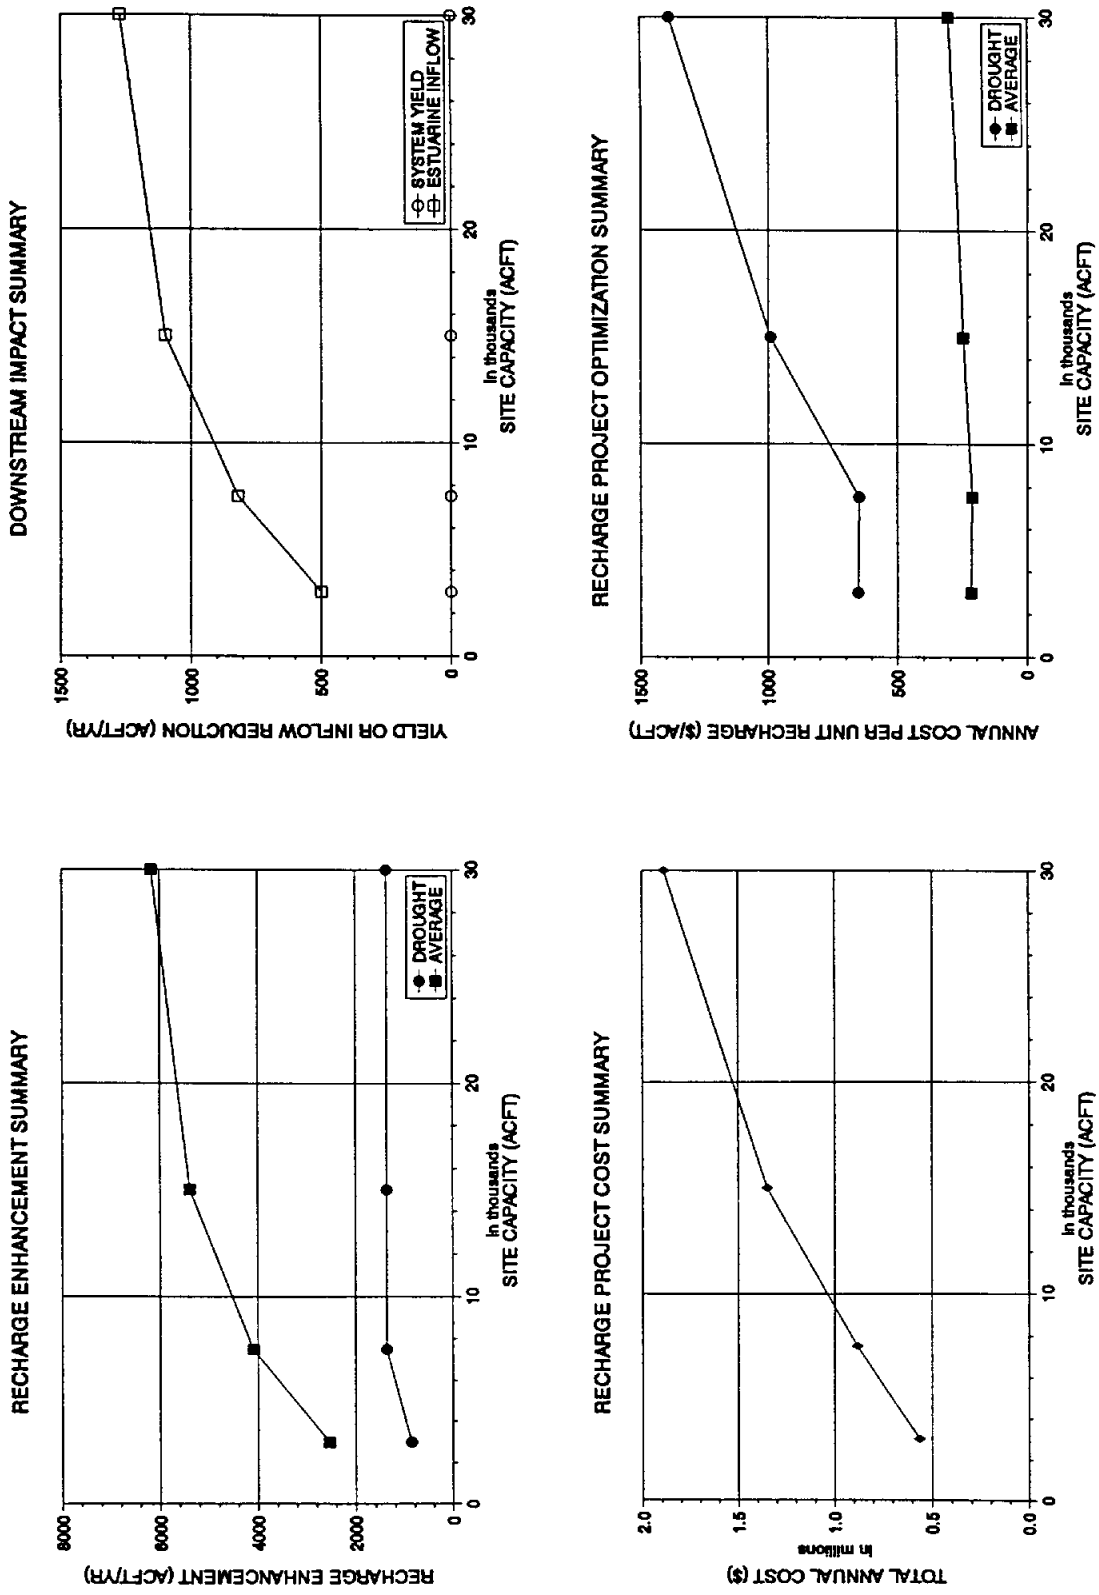 RECHARGE ENHANCEMENT SUMMARY
RECHARGE ENHANCEMENT (ACFT/YR)
8000
6000
4000
2000
0
0
10
20
30
In thousands
SITE CAPACITY (ACFT)
DROUGHT
AVERAGE
DOWNSTREAM IMPACT SUMMARY
YIELD OR INFLOW REDUCTION (ACFT/YR)
1500
1000
500
0
0
10
20
30
In thousands
SITE CAPACITY (ACFT)
SYSTEM YIELD
ESTUARINE INFLOW
RECHARGE PROJECT COST SUMMARY
TOTAL ANNUAL COST ($)
In millions
2.0
1.5
1.0
0.5
0.0
0
10
20
30
In thousands
SITE CAPACITY (ACFT)
RECHARGE PROJECT OPTIMIZATION SUMMARY
ANNUAL COST PER UNIT RECHARGE ($/ACFT)
1500
1000
500
0
0
10
20
30
In thousands
SITE CAPACITY (ACFT)
DROUGHT
AVERAGE